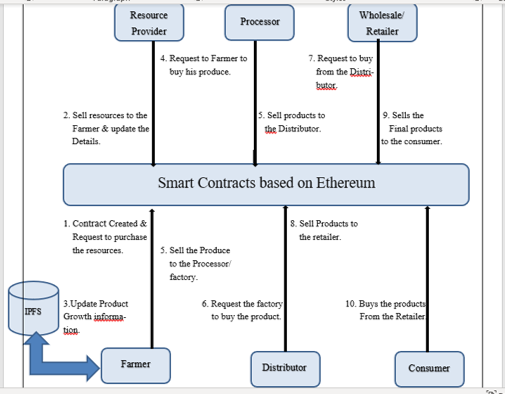 Resource
Provider
Processor
Wholesale/
Retailer
4. Request to Farmer to
buy his produce.
7. Request to buy
from the Distri-
butor.
2. Sell resources to the
Farmer & update the
Details.
5. Sell products to
the Distributor.
9. Sells the
Final products
to the consumer.
Smart Contracts based on Ethereum
1. Contract Created &
Request to purchase
the resources.
8. Sell Products to
the retailer.
5. Sell the Produce
to the Processor/
factory.
IPFS
3.Update Product
Growth informa-
tion.
6. Request the factory
to buy the product.
10. Buys the products
From the Retailer
Farmer
Distributor
Consumer